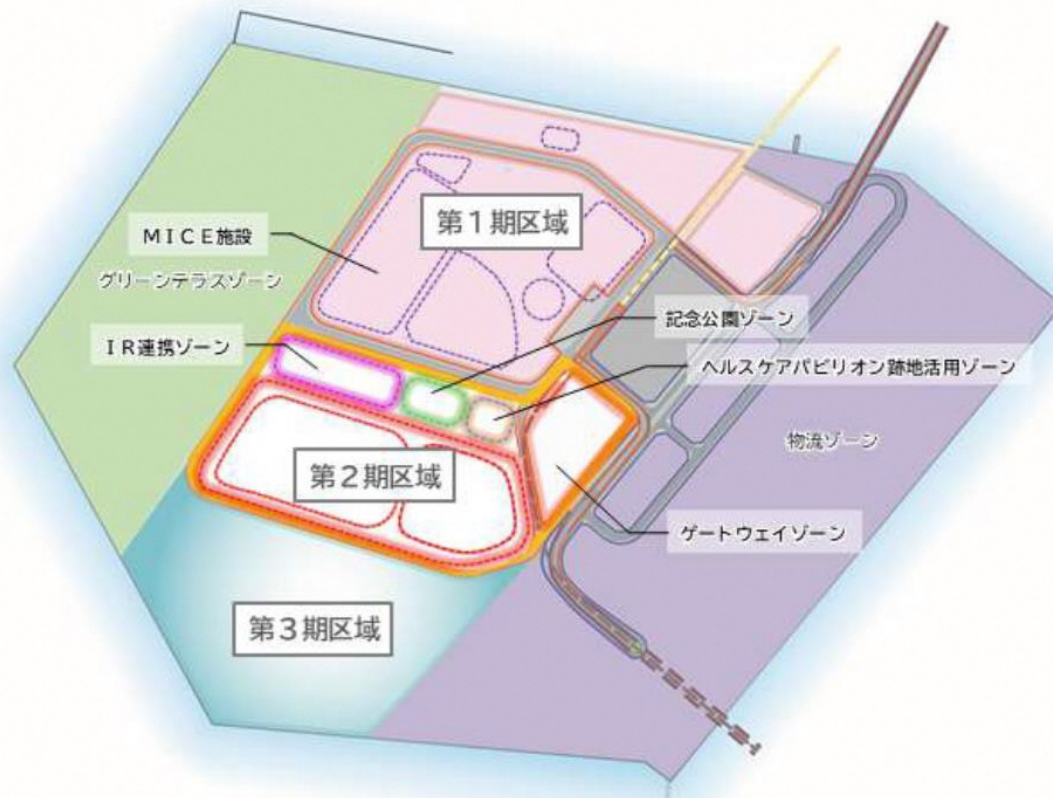 第1期区域
MICE施設
グリーンテラスゾーン
記念公園ゾーン
IR連携ゾーン
ヘルスケアパビリオン跡地活用ゾーン
物流ゾーン
第2期区域
ゲートウェイゾーン
第3期区域